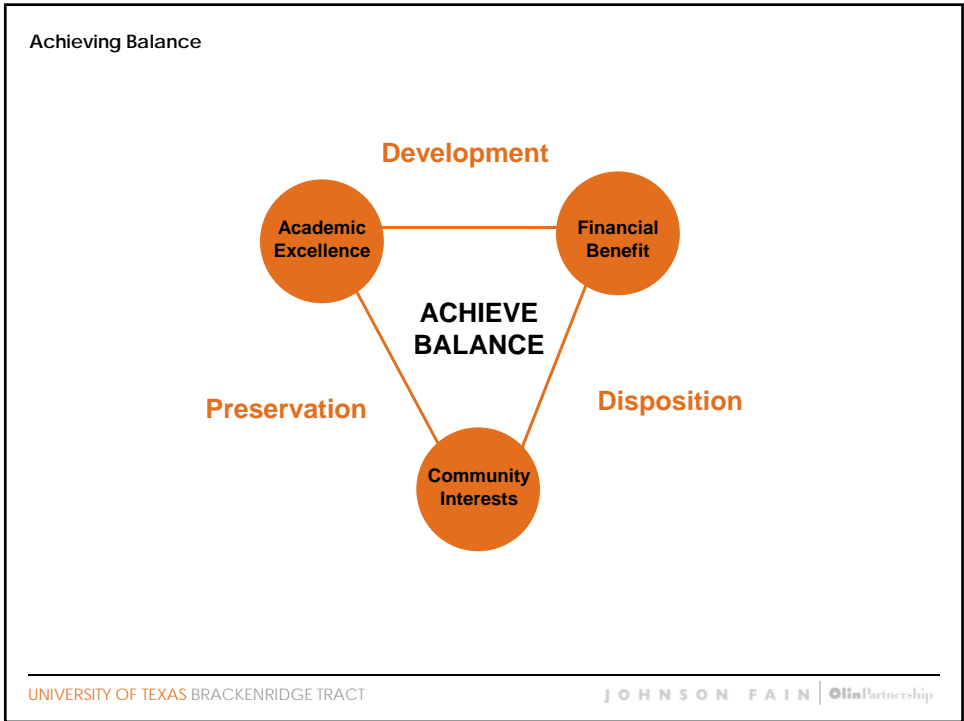 Achieving Balance
Development
Academic
Excellence
Financial
Benefit
ACHIEVE
BALANCE
Preservation
Disposition
Community
Interests
UNIVERSITY OF TEXAS BRACKENRIDGE TRACT
JOHNSON FAIN OlinPartnership